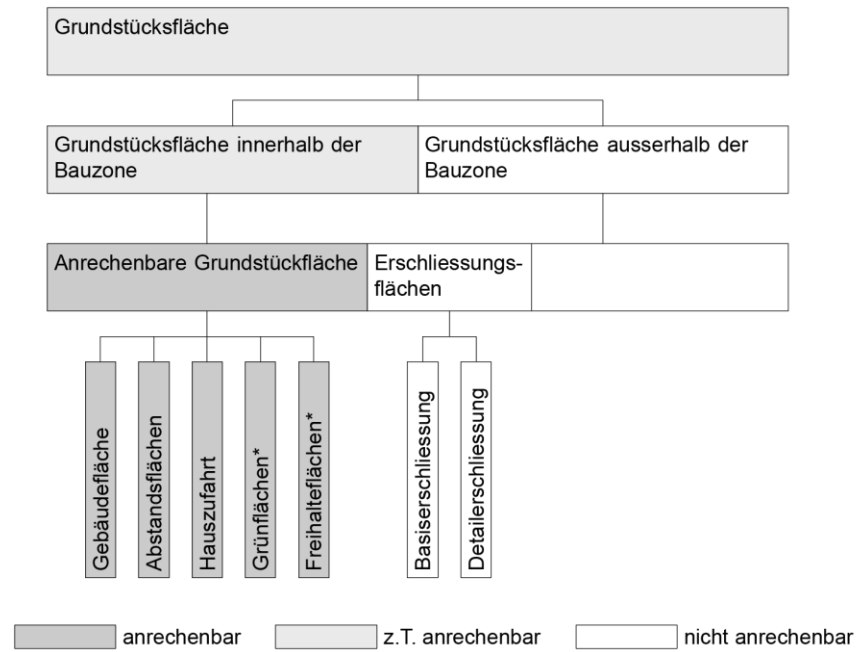 Grundstücksfläche
Grundstücksfläche innerhalb der
Bauzone
Grundstücksfläche ausserhalb der
Bauzone
Anrechenbare Grundstückfläche
Erschliessungs-
flächen
Gebäudefläche
Abstandsflächen
Hauszufahrt
Grünflächen*
Freihalteflächen*
Basiserschliessung
Detailerschliessung
anrechenbar
z.T. anrechenbar
nicht anrechenbar